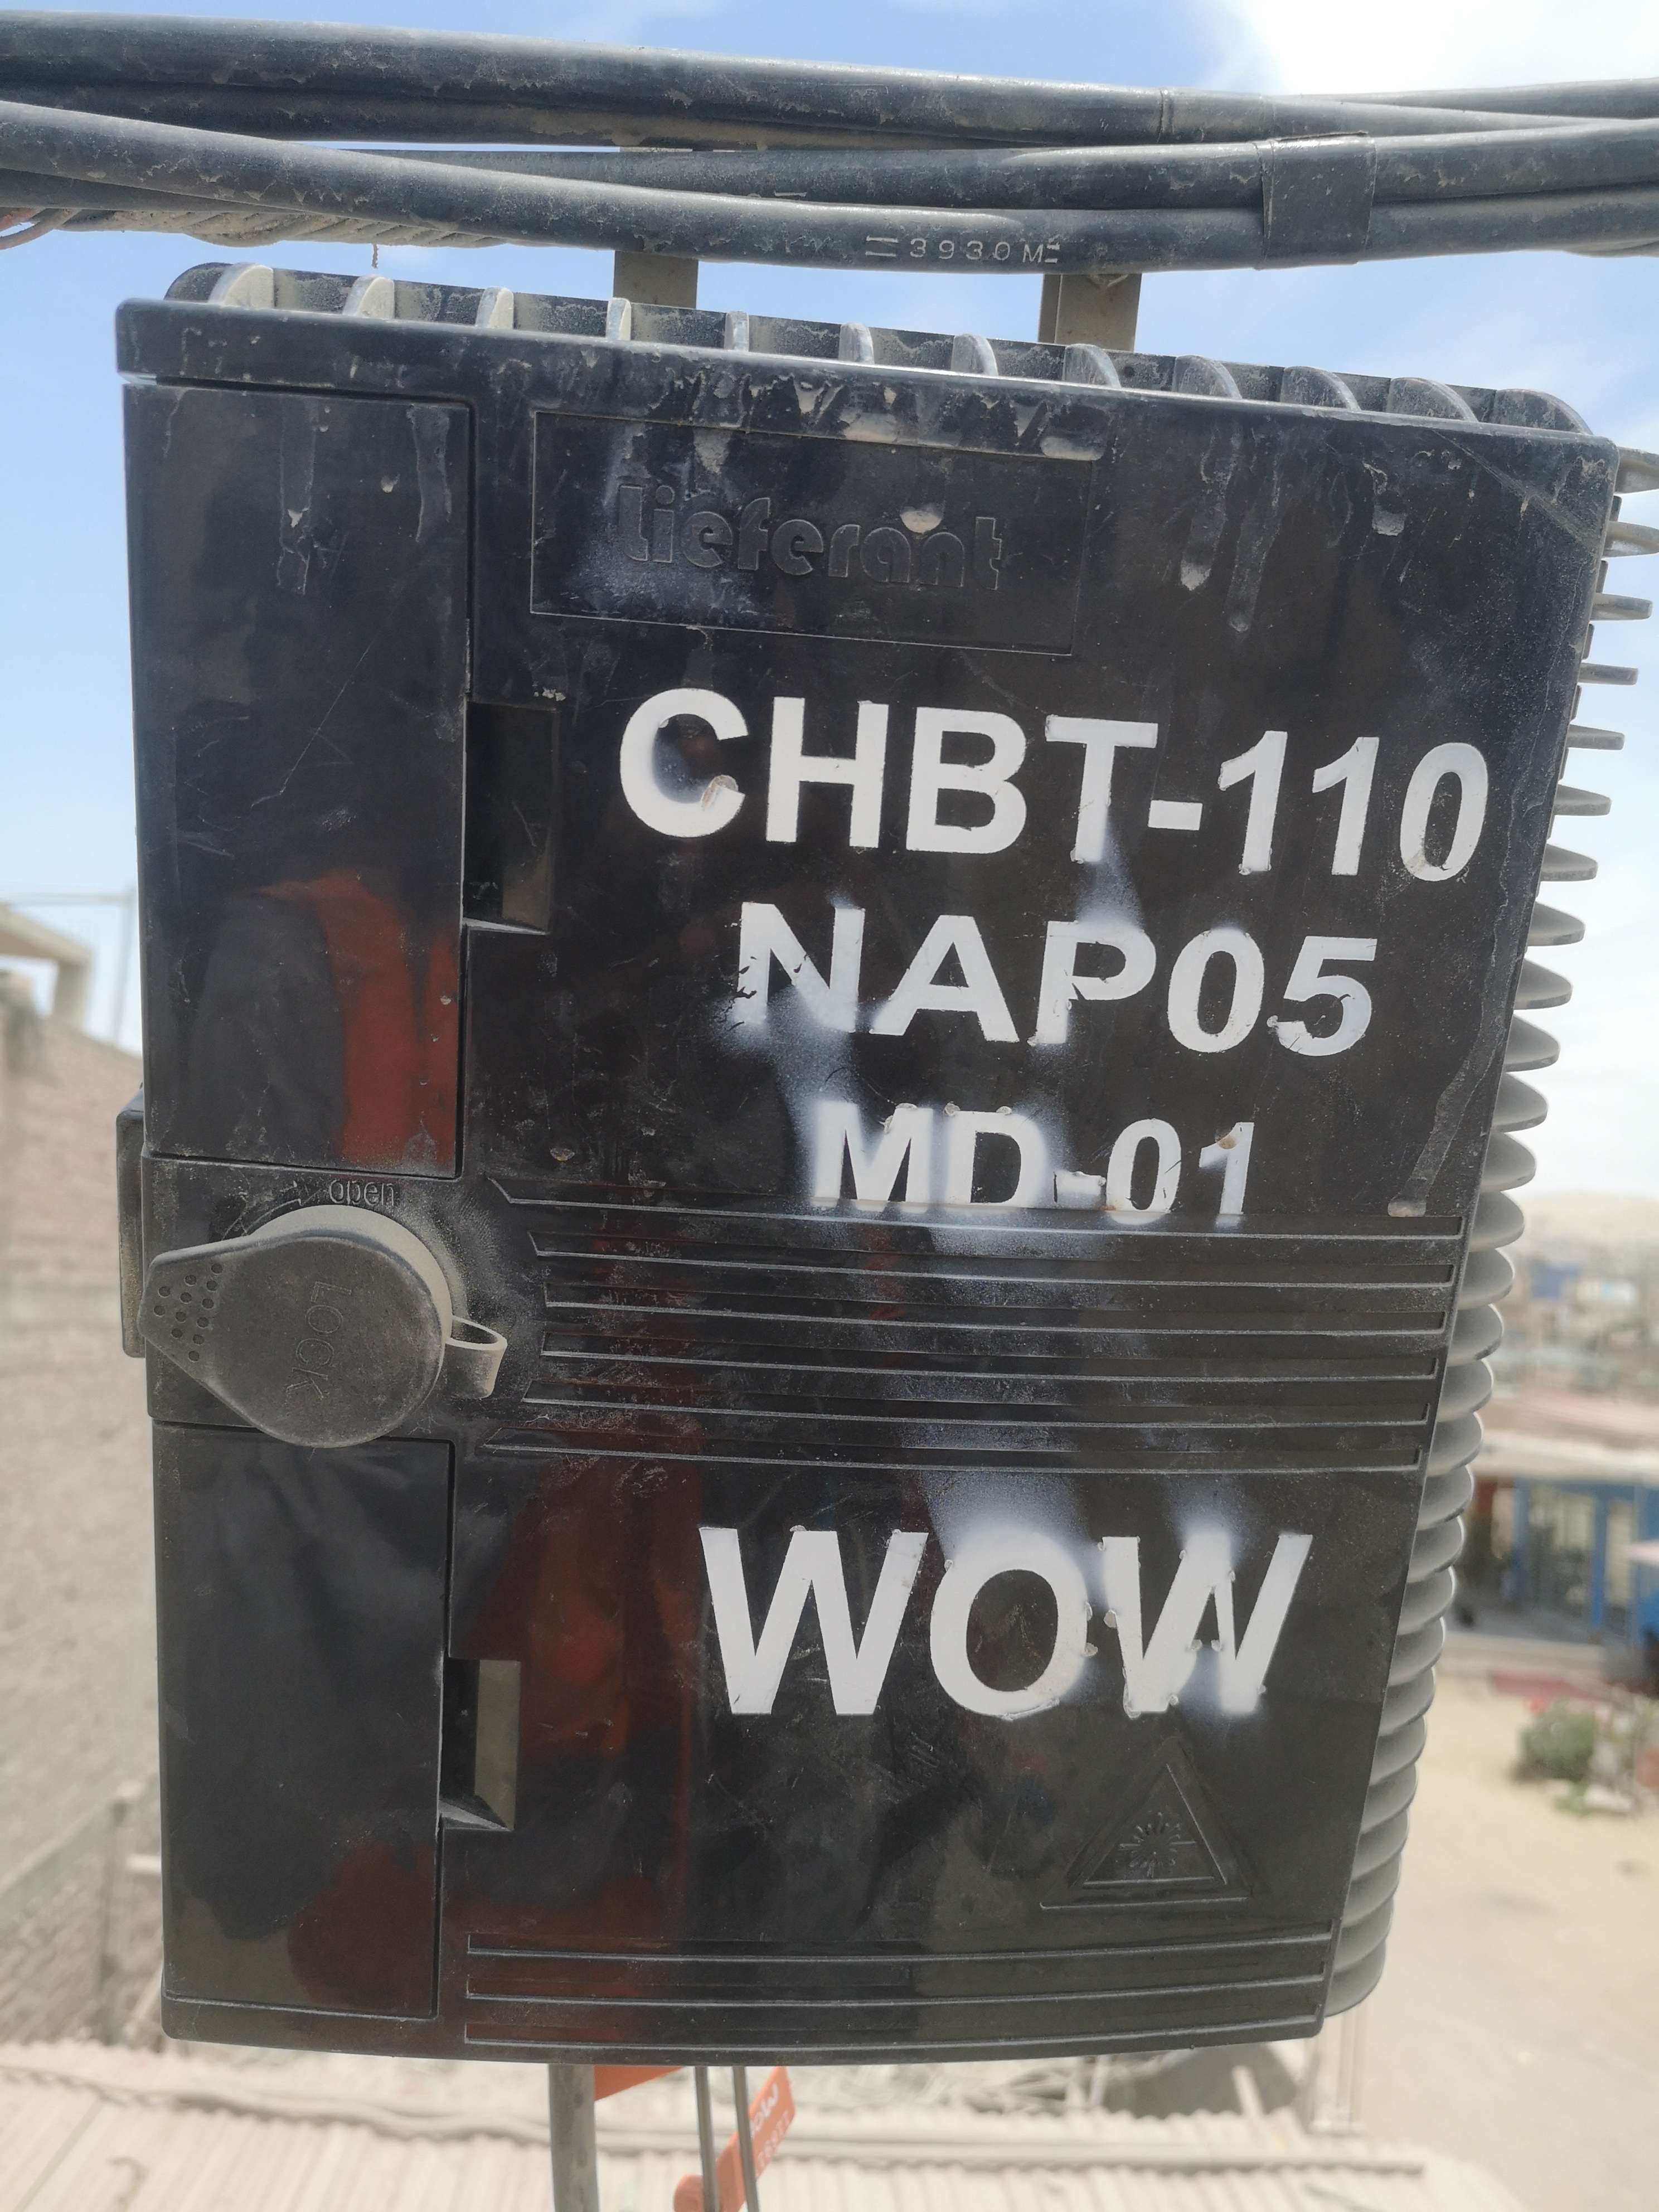 =3930M=
lieferant
CHBT-110
NAP05
MD-01
open
LOCK
WOW